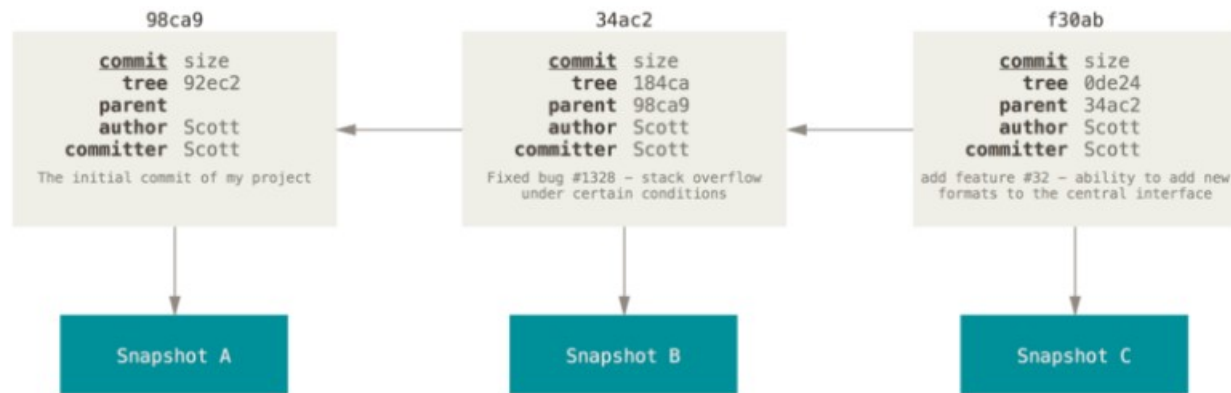 98ca9
commit size
tree 92ec2
parent
author Scott
committer Scott
The initial commit of my project
Snapshot A
34ac2
commit size
tree 184ca
parent 98ca9
author Scott
committer Scott
Fixed bug #1328 – stack overflow
under certain conditions
Snapshot B
f30ab
commit size
tree 0de24
parent 34ac2
author Scott
committer Scott
add feature #32 – ability to add new
formats to the central interface
Snapshot C